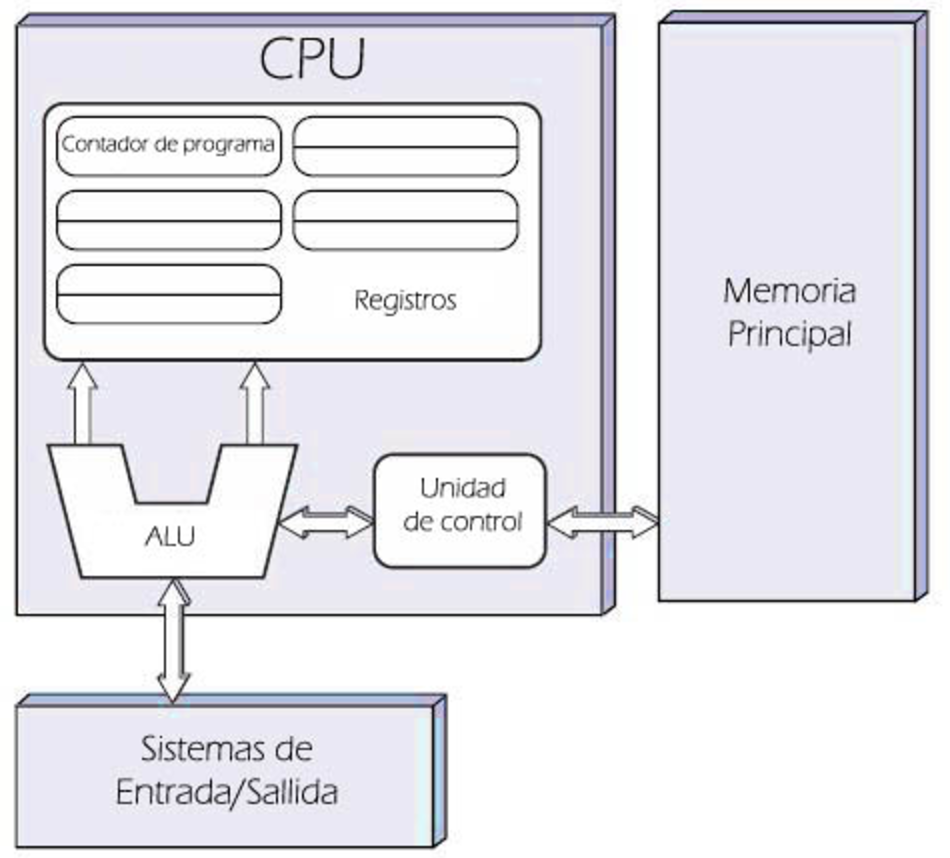 CPU
Contador de programa
Registros
Memoria
Principal
Unidad
de control
ALU
Sistemas de
Entrada/Sallida